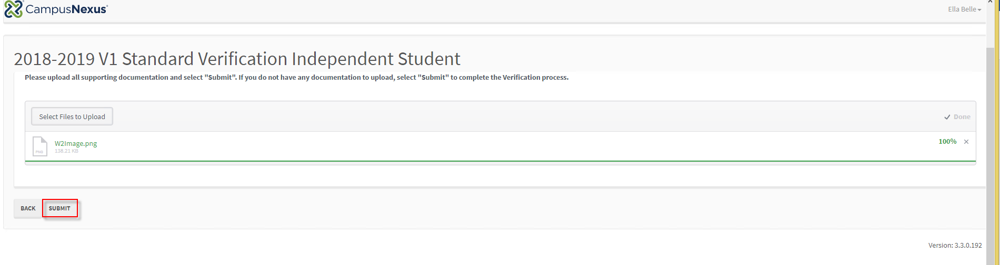 CampusNexus®
Ella Belle
2018-2019 V1 Standard Verification Independent Student
Please upload all supporting documentation and select "Submit". If you do not have any documentation to upload, select "Submit" to complete the Verification process.
Select Files to Upload
Done
PNG
W2Image.png
138.21 KB
100%
BACK
SUBMIT
Version: 3.3.0.192